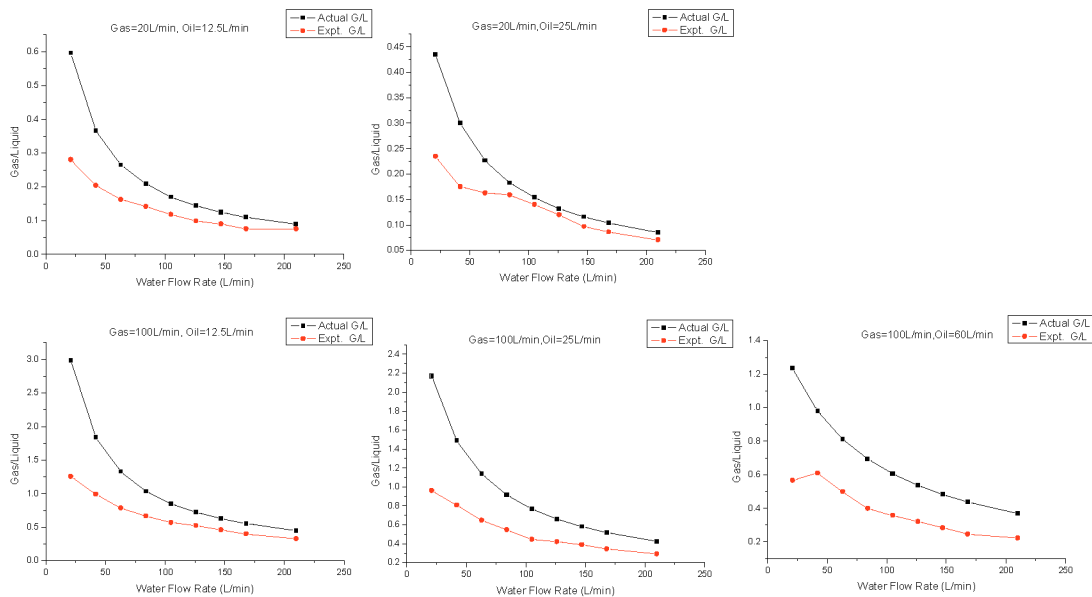 Gas=20L/min, Oil=12.5L/min
Actual G/L
Expt. G/L
0.6
0.5
0.4
0.3
0.2
0.1
0.0
Gas/Liquid
0 50 100 150 200 250
Water Flow Rate (L/min)
Gas=20L/min,Oil=25L/min
Actual G/L
Expt. G/L
0.45
0.40
0.35
0.30
0.25
0.20
0.15
0.10
0.05
Gas/Liquid
0 50 100 150 200 250
Water Flow Rate (L/min)
Gas=100L/min, Oil=12.5L/min
Actual G/L
Expt. G/L
3.0
2.5
2.0
1.5
1.0
0.5
0.0
Gas/Liquid
0 50 100 150 200 250
Water Flow Rate (L/min)
Gas=100L/min,Oil=25L/min
Actual G/L
Expt. G/L
2.4
2.2
2.0
1.8
1.6
1.4
1.2
1.0
0.8
0.6
0.4
0.2
Gas/Liquid
0 50 100 150 200 250
Water Flow Rate (L/min)
Gas=100L/min,Oil=60L/min
Actual G/L
Expt. G/L
1.4
1.2
1.0
0.8
0.6
0.4
0.2
Gas/Liquid
0 50 100 150 200 250
Water Flow Rate (L/min)